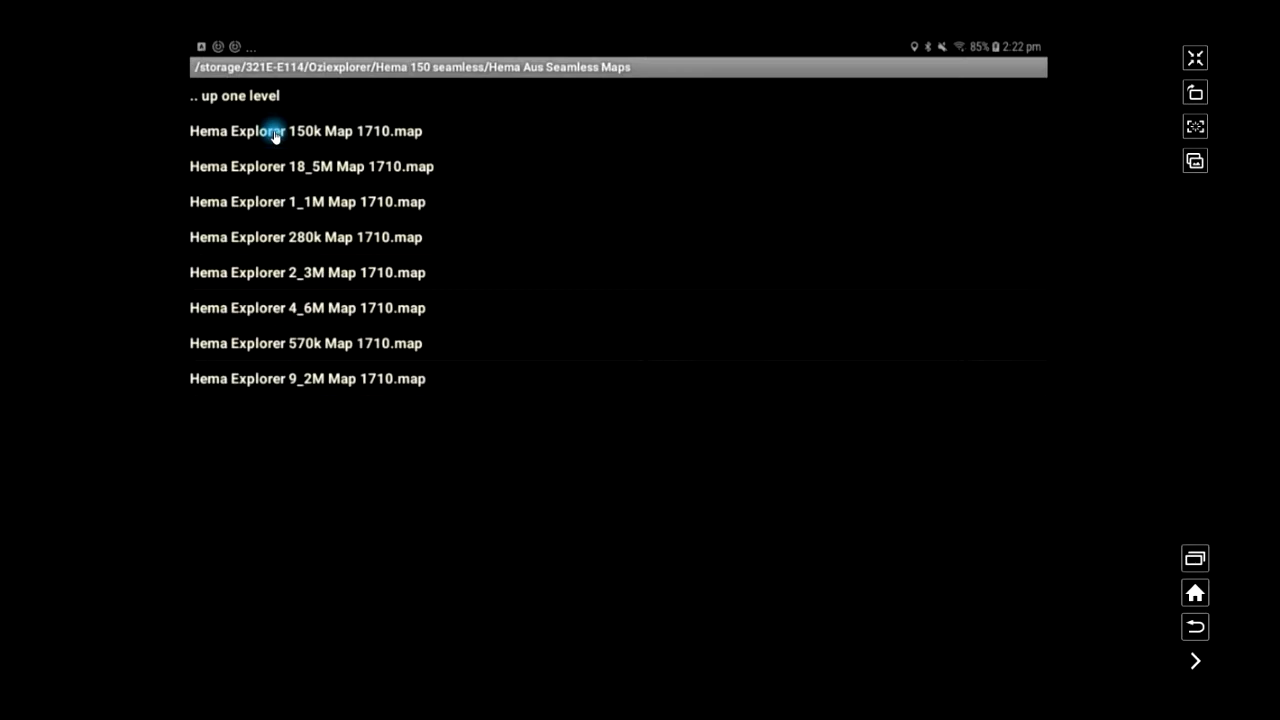 ... 85% 2:22 pm
/storage/321E-E114/Oziexplorer/Hema 150 seamless/Hema Aus Seamless Maps
.. up one level
Hema Explorer 150k Map 1710.map
Hema Explorer 18_5M Map 1710.map
Hema Explorer 1_1M Map 1710.map
Hema Explorer 280k Map 1710.map
Hema Explorer 2_3M Map 1710.map
Hema Explorer 4_6M Map 1710.map
Hema Explorer 570k Map 1710.map
Hema Explorer 9_2M Map 1710.map